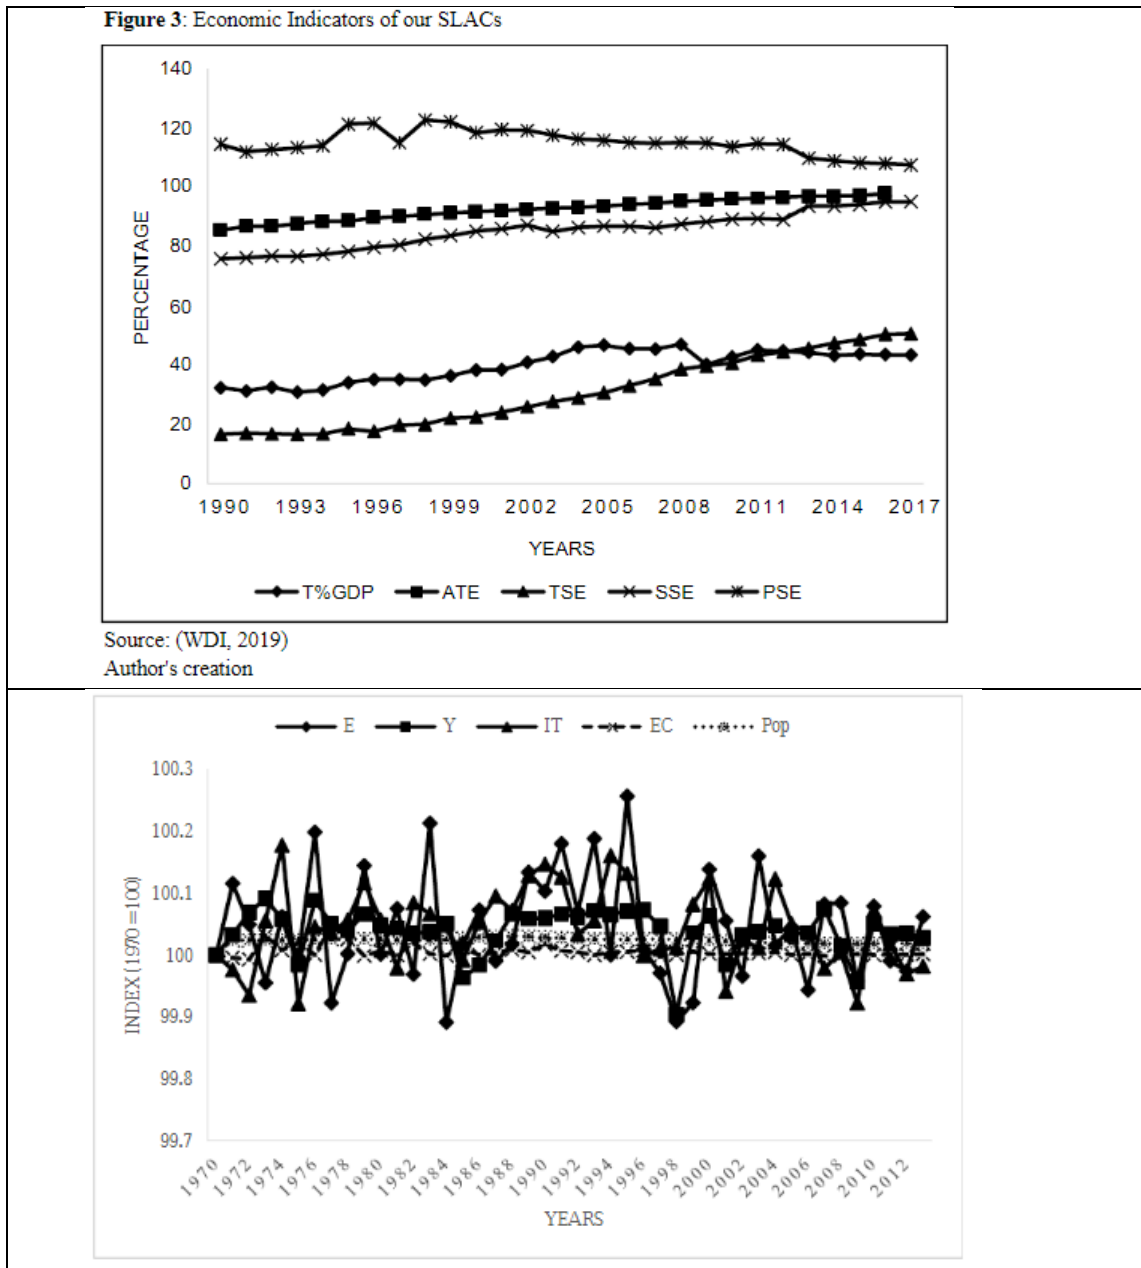 Figure 3: Economic Indicators of our SLACs
140
120
100
80
60
40
20
0
PERCENTAGE
1990 1993 1996 1999 2002 2005 2008 2011 2014 2017
YEARS
T%GDP ATE TSE SSE PSE
Source: (WDI, 2019)
Author's creation
E Y IT EC Pop
100.3
100.2
100.1
100
99.9
99.8
99.7
INDEX (1970 =100)
1970 1972 1974 1976 1978 1980 1982 1984 1986 1988 1990 1992 1994 1996 1998 2000 2002 2004 2006 2008 2010 2012
YEARS